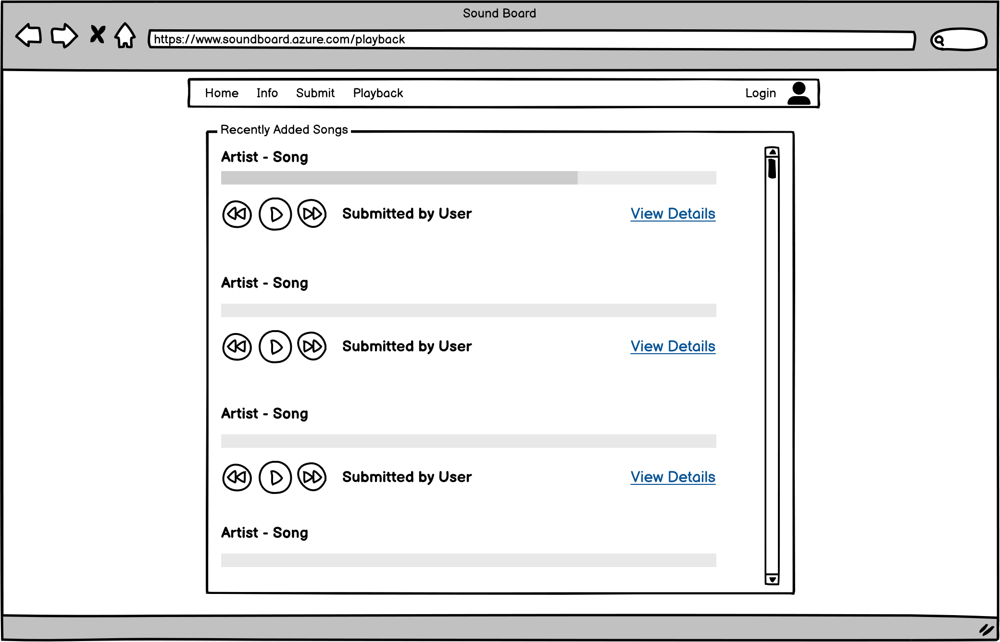 Sound Board
https://www.soundboard.azure.com/playback
Home Info Submit Playback Login
Recently Added Songs
Artist - Song
Submitted by User View Details
Artist - Song
Submitted by User View Details
Artist - Song
Submitted by User View Details
Artist - Song